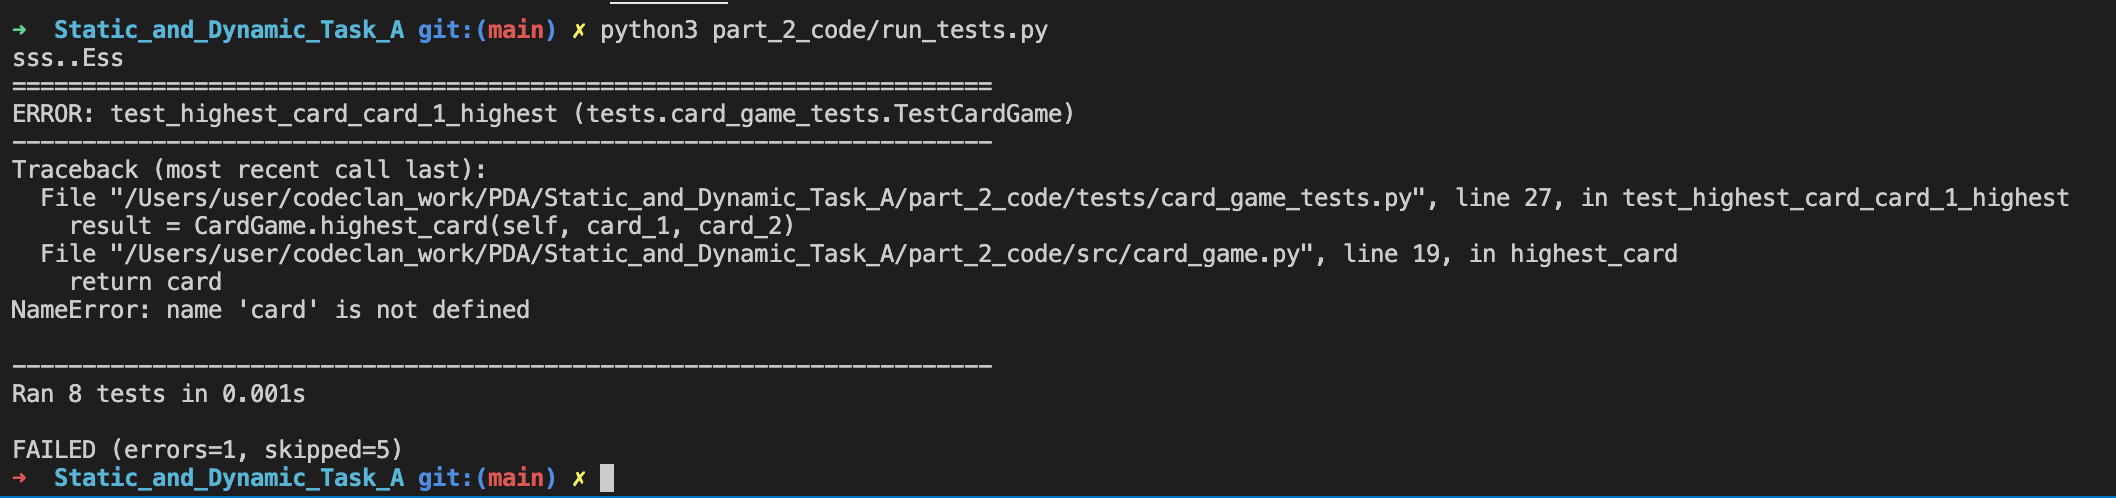 ➜  Static_and_Dynamic_Task_A git:(main) ✗ python3 part_2_code/run_tests.py
sss..Ess
======================================================================
ERROR: test_highest_card_card_1_highest (tests.card_game_tests.TestCardGame)
----------------------------------------------------------------------
Traceback (most recent call last):
  File "/Users/user/codeclan_work/PDA/Static_and_Dynamic_Task_A/part_2_code/tests/card_game_tests.py", line 27, in test_highest_card_card_1_highest
    result = CardGame.highest_card(self, card_1, card_2)
  File "/Users/user/codeclan_work/PDA/Static_and_Dynamic_Task_A/part_2_code/src/card_game.py", line 19, in highest_card
    return card
NameError: name 'card' is not defined

----------------------------------------------------------------------
Ran 8 tests in 0.001s

FAILED (errors=1, skipped=5)
➜  Static_and_Dynamic_Task_A git:(main) ✗